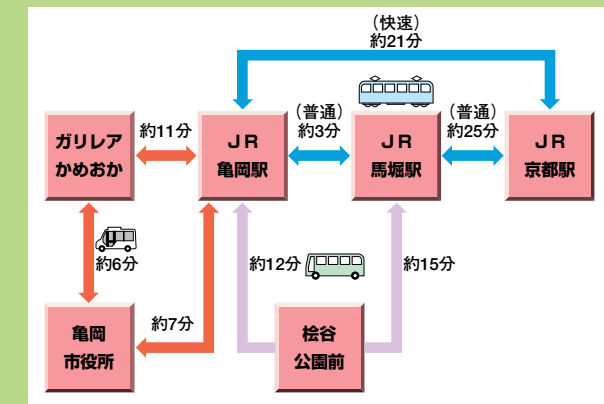 （快速）
約21分
ガリレア
かめおか
約11分
ＪＲ
亀岡駅
（普通）
約3分
ＪＲ
馬堀駅
（普通）
約25分
ＪＲ
京都駅
約6分
約12分
約15分
亀岡
市役所
約7分
桧谷
公園前